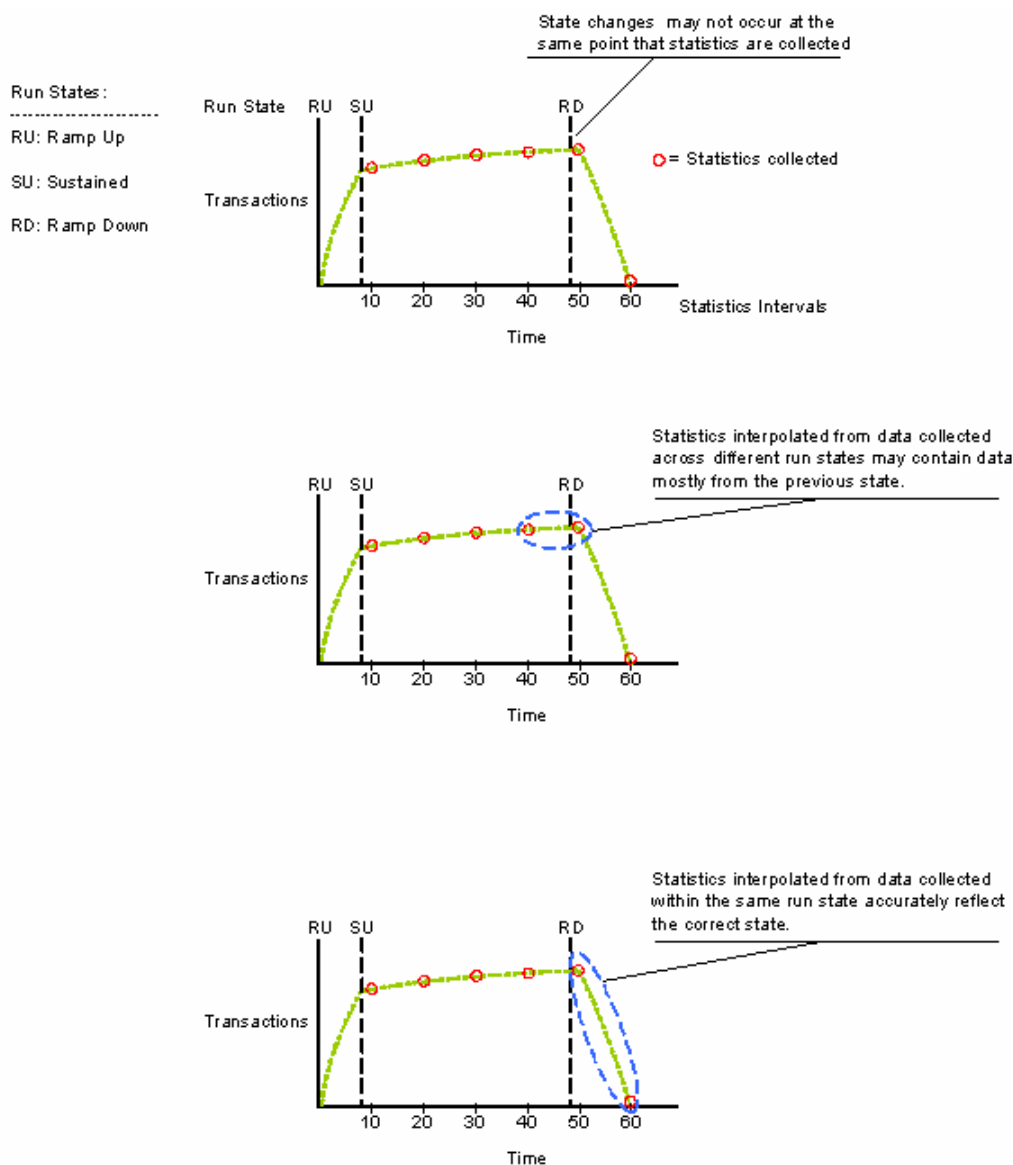 State changes may not occur at the
same point that statistics are collected
Run States:
RU: Ramp Up
SU: Sustained
RD: Ramp Down
Run State RU SU RD
= Statistics collected
Transactions
10 20 30 40 50 60
Statistics Intervals
Time
Statistics interpolated from data collected
across different run states may contain data
mostly from the previous state.
RU SU RD
Transactions
10 20 30 40 50 60
Time
Statistics interpolated from data collected
within the same run state accurately reflect
the correct state.
RU SU RD
Transactions
10 20 30 40 50 60
Time